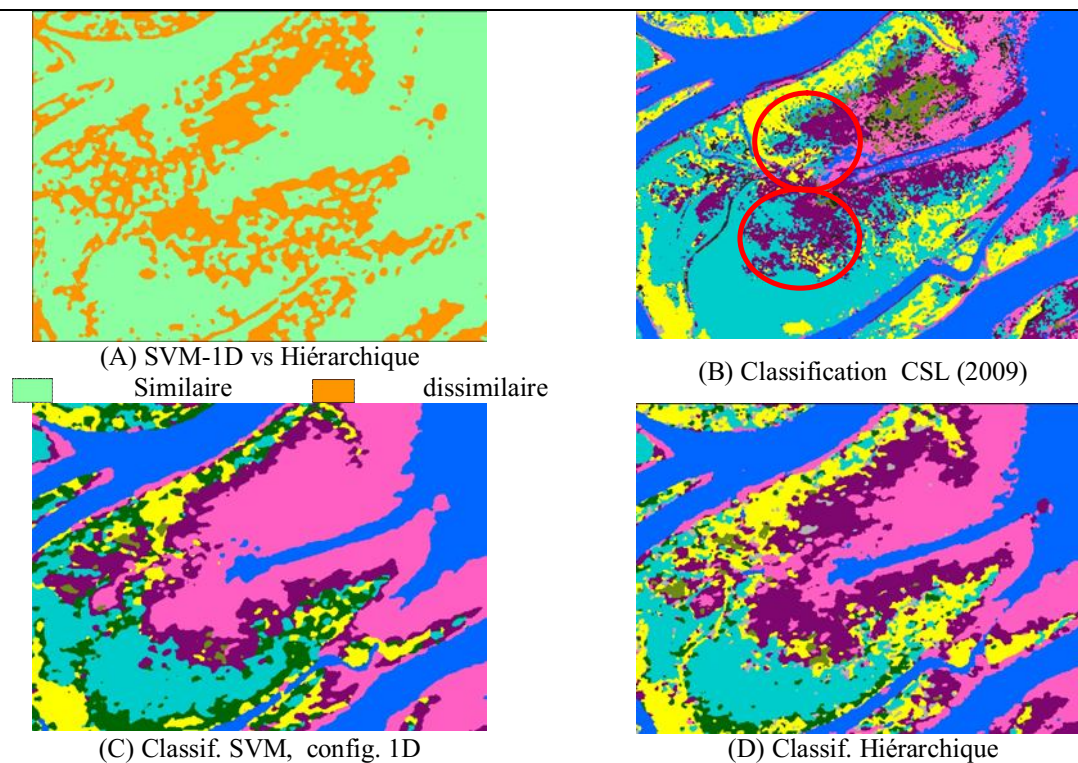 (A) SVM-1D vs Hiérarchique
(B) Classification CSL (2009)
Similaire dissimilaire
(C) Classif. SVM, config. 1D
(D) Classif. Hiérarchique